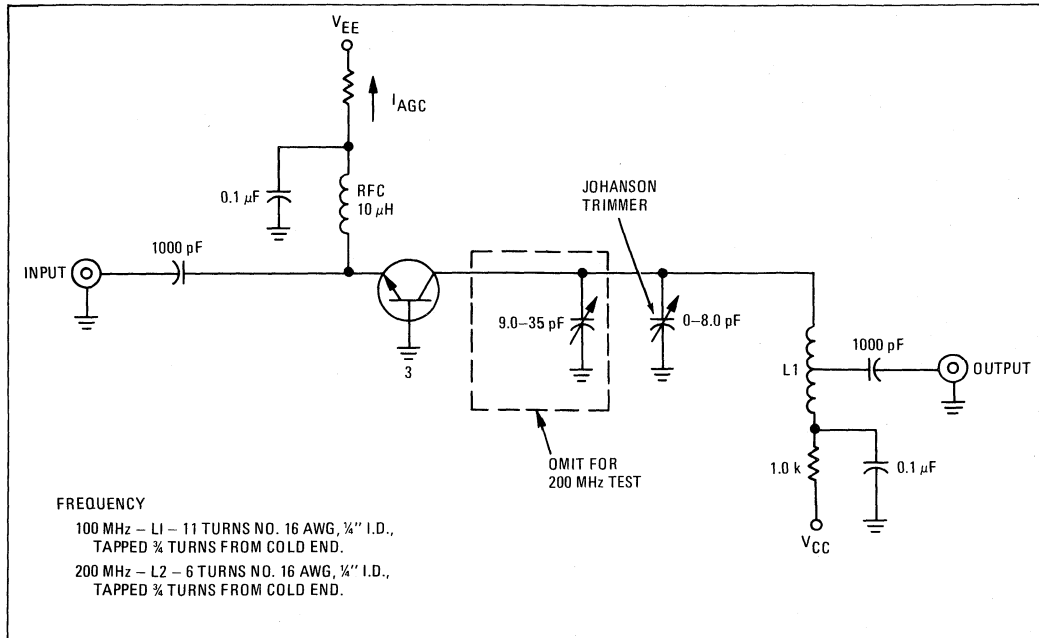 VEE
IAGC
0.1 μF
RFC
10 μH
JOHANSON
TRIMMER
1000 pF
INPUT
9.0–35 pF
0–8.0 pF
3
1000 pF
L1
OUTPUT
OMIT FOR
200 MHz TEST
1.0 k
0.1 μF
VCC
FREQUENCY
100 MHz – LI – 11 TURNS NO. 16 AWG, ¼" I.D.,
TAPPED ¾ TURNS FROM COLD END.
200 MHz – L2 – 6 TURNS NO. 16 AWG, ¼" I.D.,
TAPPED ¾ TURNS FROM COLD END.